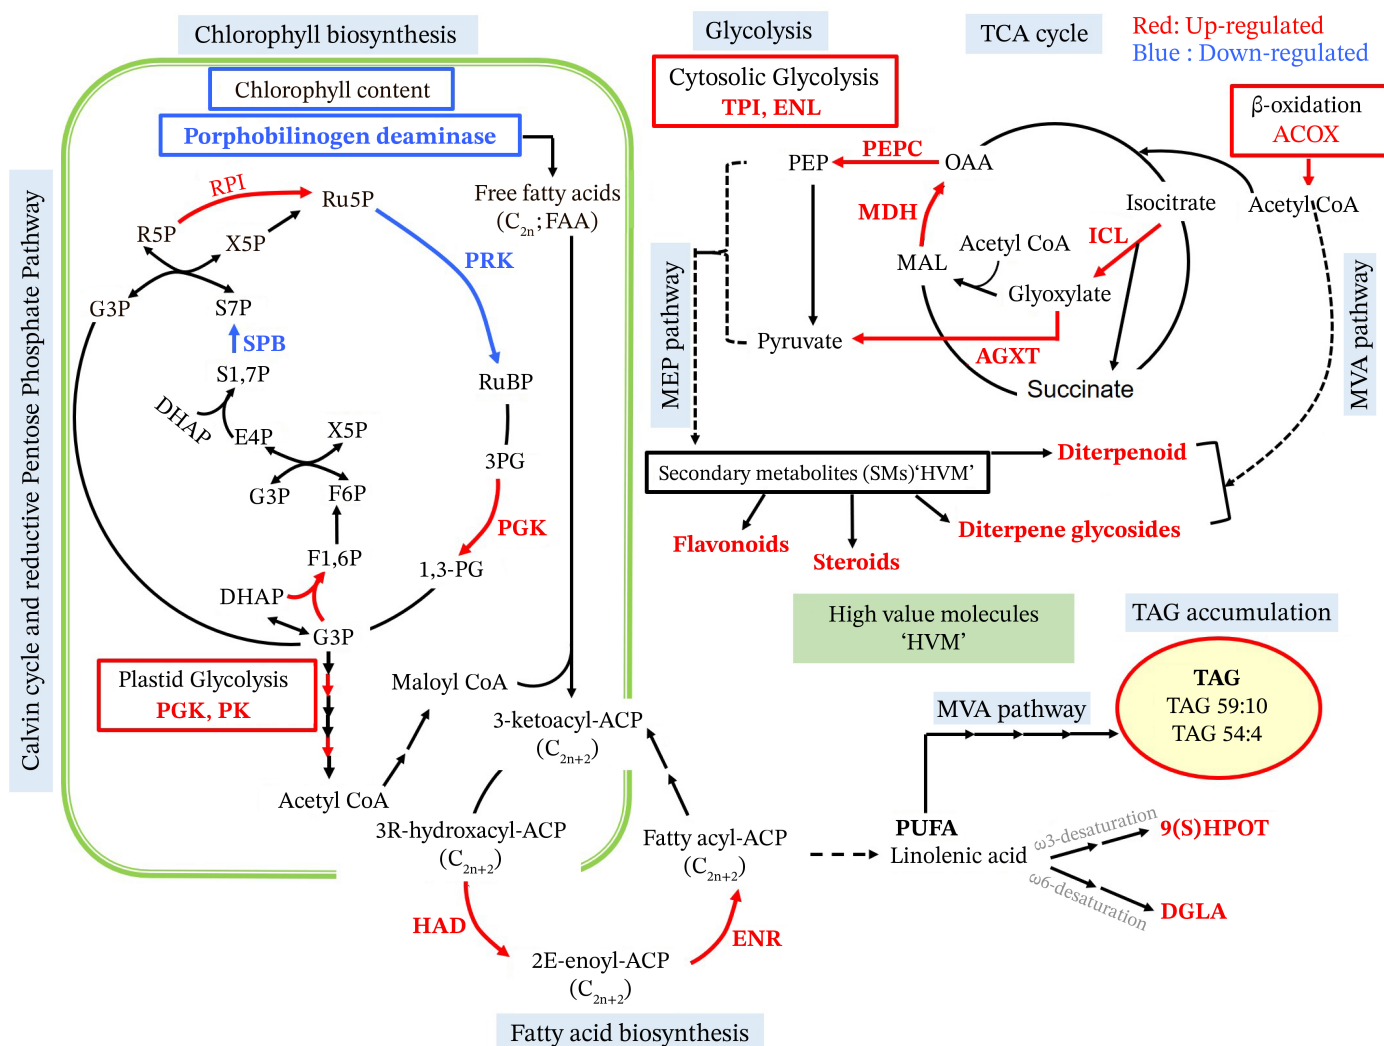 Chlorophyll biosynthesis
Glycolysis
TCA cycle
Red: Up-regulated
Blue : Down-regulated
Chlorophyll content
Porphobilinogen deaminase
Cytosolic Glycolysis
TPI, ENL
β-oxidation
ACOX
Acetyl CoA
Calvin cycle and reductive Pentose Phosphate Pathway
RPI
Ru5P
R5P
X5P
PRK
G3P
S7P
SPB
S1,7P
DHAP
E4P
X5P
G3P
F6P
F1,6P
DHAP
G3P
RuBP
3PG
PGK
1,3-PG
Free fatty acids
(C2n; FAA)
Plastid Glycolysis
PGK, PK
Acetyl CoA
Maloyl CoA
3-ketoacyl-ACP
(C2n+2)
3R-hydroxacyl-ACP
(C2n+2)
HAD
2E-enoyl-ACP
(C2n+2)
ENR
Fatty acyl-ACP
(C2n+2)
Fatty acid biosynthesis
PEP
PEPC
OAA
MDH
MAL
Acetyl CoA
Isocitrate
ICL
Glyoxylate
AGXT
Pyruvate
Succinate
MEP pathway
MVA pathway
Secondary metabolites (SMs)‘HVM’
Diterpenoid
Diterpene glycosides
Flavonoids
Steroids
High value molecules
‘HVM’
TAG accumulation
TAG
TAG 59:10
TAG 54:4
MVA pathway
PUFA
Linolenic acid
ω3-desaturation
9(S)HPOT
ω6-desaturation
DGLA